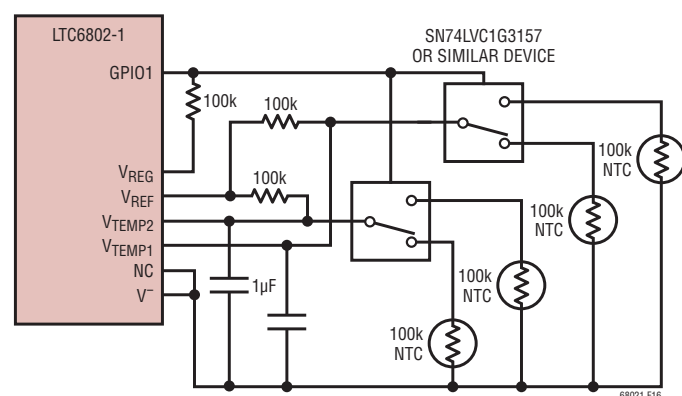 LTC6802-1
SN74LVC1G3157
OR SIMILAR DEVICE
GPIO1
100k
100k
100k
NTC
VREG
VREF
100k
VTEMP2
VTEMP1
NC
V–
1µF
100k
NTC
100k
NTC
100k
NTC
68021 F16